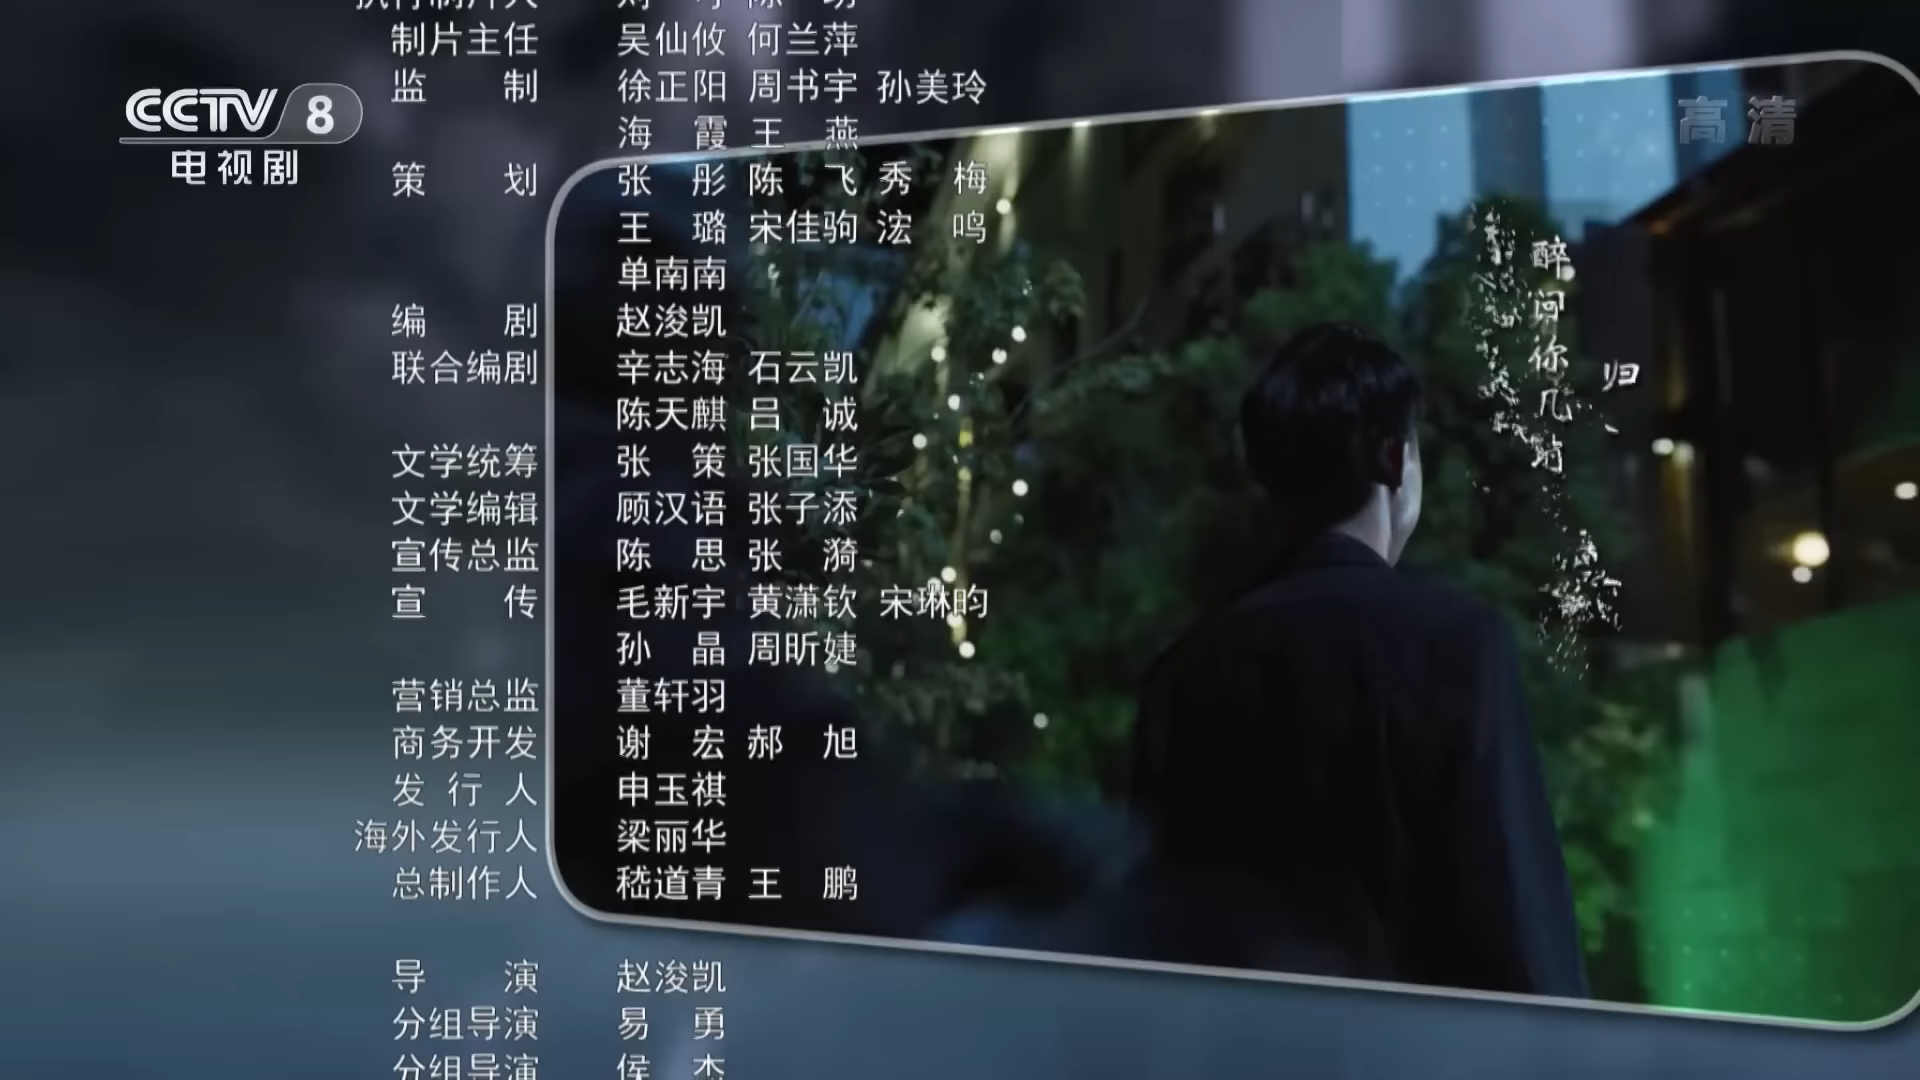 制片主任 吴仙攸 何兰萍
监 制 徐正阳 周书宇 孙美玲
海 霞 王 燕
策 划 张 彤 陈 飞 秀 梅
王 璐 宋佳驹 浤 鸣
单南南
编 剧 赵浚凯
联合编剧 辛志海 石云凯
陈天麒 吕 诚
文学统筹 张 策 张国华
文学编辑 顾汉语 张子添
宣传总监 陈 思 张 漪
宣 传 毛新宇 黄潇钦 宋琳昀
孙 晶 周昕婕
营销总监 董轩羽
商务开发 谢 宏 郝 旭
发 行 人 申玉祺
海外发行人 梁丽华
总制作人 嵇道青 王 鹏
导 演 赵浚凯
分组导演 易 勇
分组导演 侯 杰
CCTV 8
电视剧
高清
醉问你几时
归